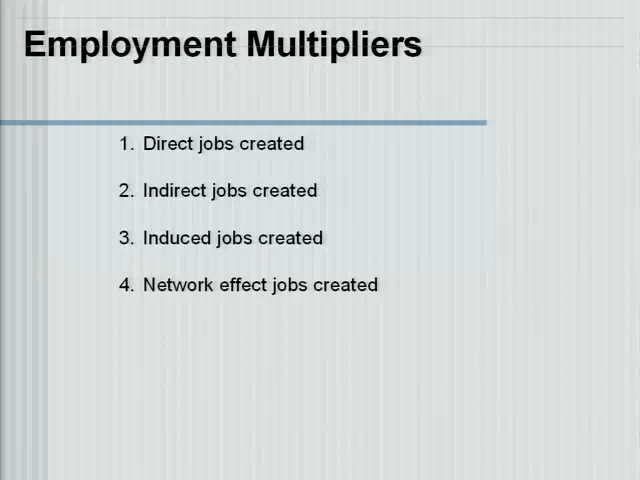 Employment Multipliers
1. Direct jobs created
2. Indirect jobs created
3. Induced jobs created
4. Network effect jobs created